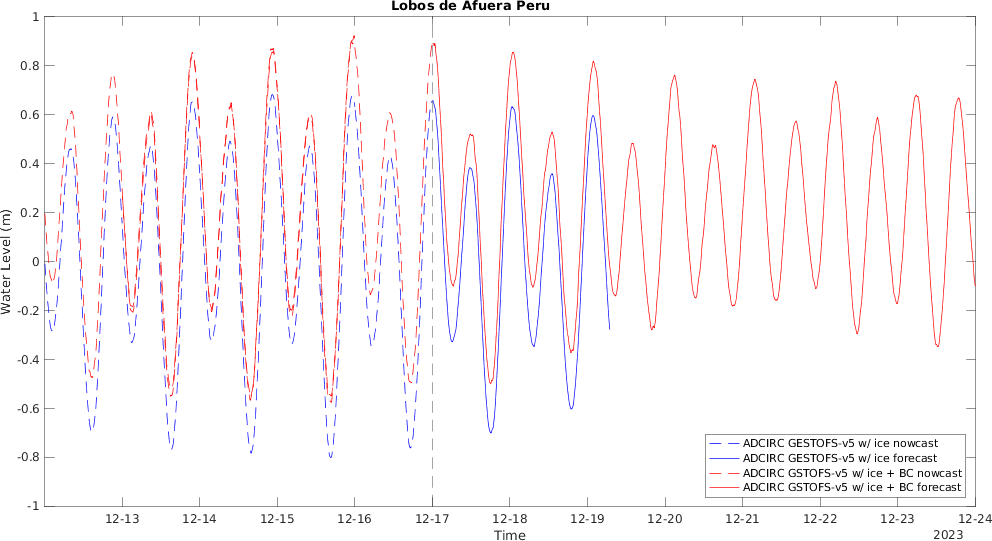 Lobos de Afuera Peru
1
0.8
0.6
0.4
0.2
0
-0.2
-0.4
-0.6
-0.8
-1
Water Level (m)
12-13 12-14 12-15 12-16 12-17 12-18 12-19 12-20 12-21 12-22 12-23 12-24
Time
2023
ADCIRC GESTOFS-v5 w/ ice nowcast
ADCIRC GESTOFS-v5 w/ ice forecast
ADCIRC GSTOFS-v5 w/ ice + BC nowcast
ADCIRC GSTOFS-v5 w/ ice + BC forecast